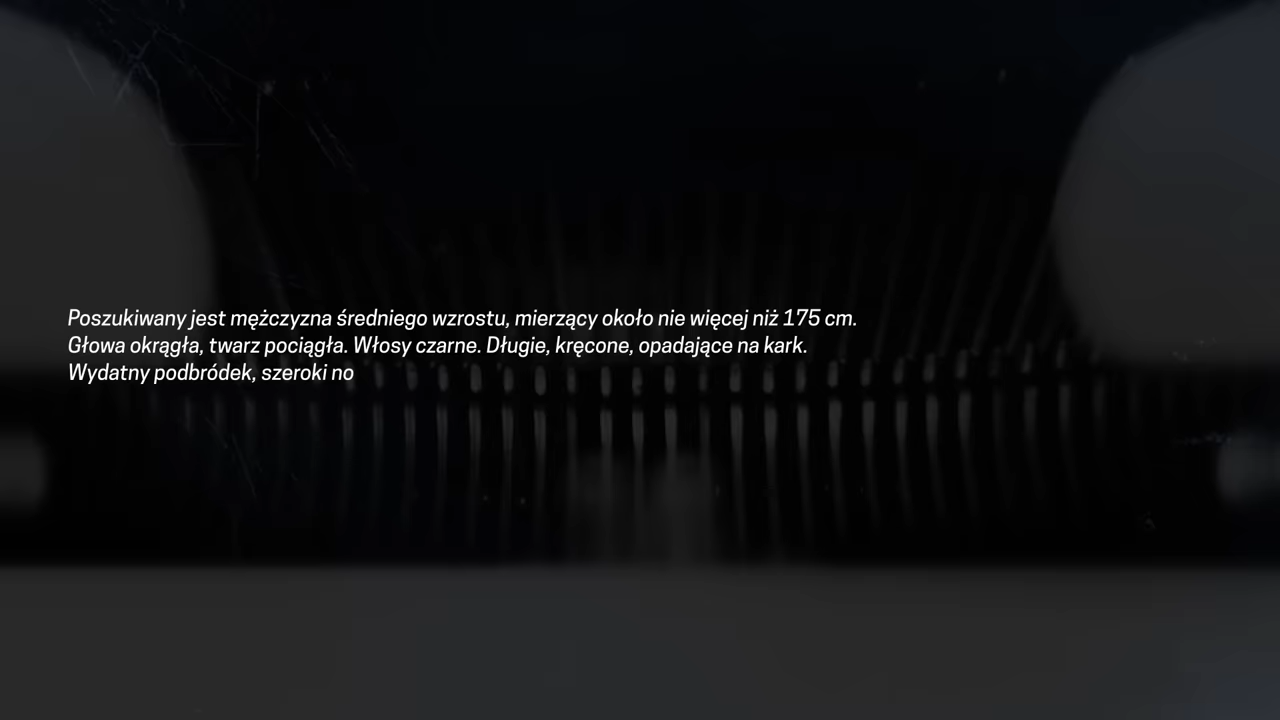 Poszukiwany jest mężczyzna średniego wzrostu, mierzący około nie więcej niż 175 cm.
Głowa okrągła, twarz pociągła. Włosy czarne. Długie, kręcone, opadające na kark.
Wydatny podbródek, szeroki no